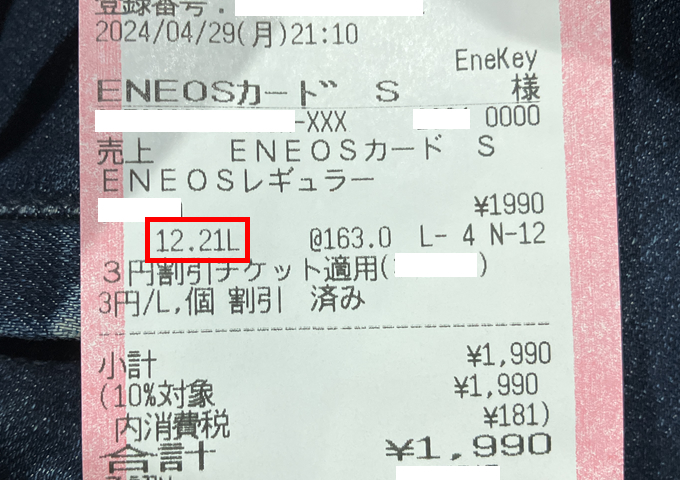 登録番号:
2024/04/29(月)21:10
EneKey
ENEOSカード S 様
-XXX 0000
売上 ENEOSカード S
ENEOSレギュラー
¥1990
12.21L @163.0 L- 4 N-12
3円割引チケット適用( )
3円/L,個 割引 済み
小計 ¥1,990
(10%対象 ¥1,990
内消費税 ¥181)
合計 ¥1,990